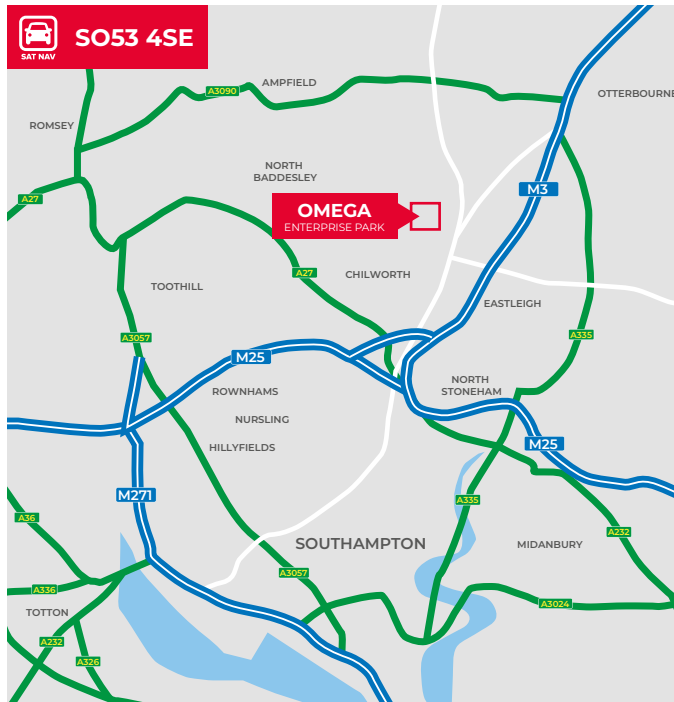 SAT NAV
SO53 4SE
AMPFIELD
A3090
OTTERBOURNE
ROMSEY
NORTH
BADDESLEY
M3
A27
OMEGA
ENTERPRISE PARK
A27
CHILWORTH
TOOTHILL
EASTLEIGH
A3057
A335
M25
ROWNHAMS
NORTH
STONEHAM
NURSLING
HILLYFIELDS
M25
M271
A335
A36
A232
SOUTHAMPTON
MIDANBURY
A3057
A336
A3024
TOTTON
A232
A326